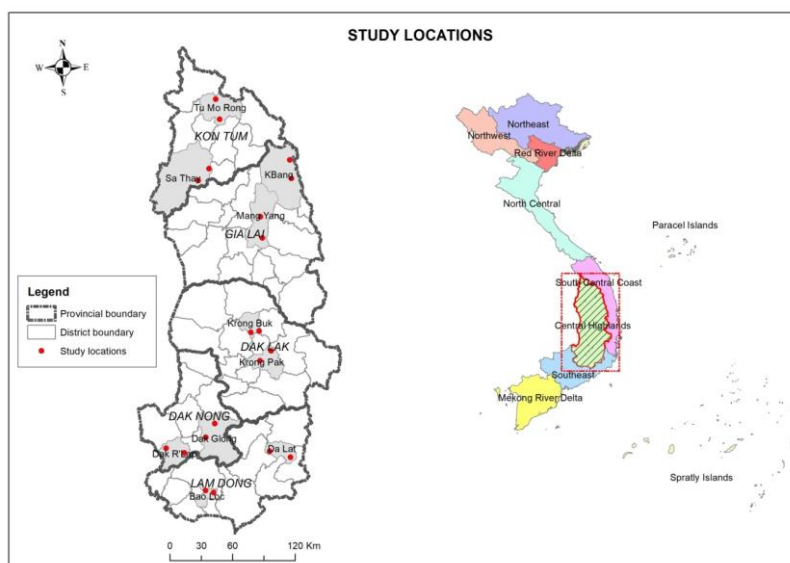 STUDY LOCATIONS
N
W E
S
Tu Mo Rong
KON TUM
Sa Thay
KBang
Mang Yang
GIA LAI
Legend
Provincial boundary
District boundary
Study locations
Krong Buk
DAK LAK
Krong Pak
DAK NONG
Dak Glong
Dak R'
Da Lat
LAM DONG
Bao Loc
0 30 60 120 Km
Northeast
Northwest
Red River Delta
North Central
Paracel Islands
South Central Coast
Central Highlands
Southeast
Mekong River Delta
Spratly Islands